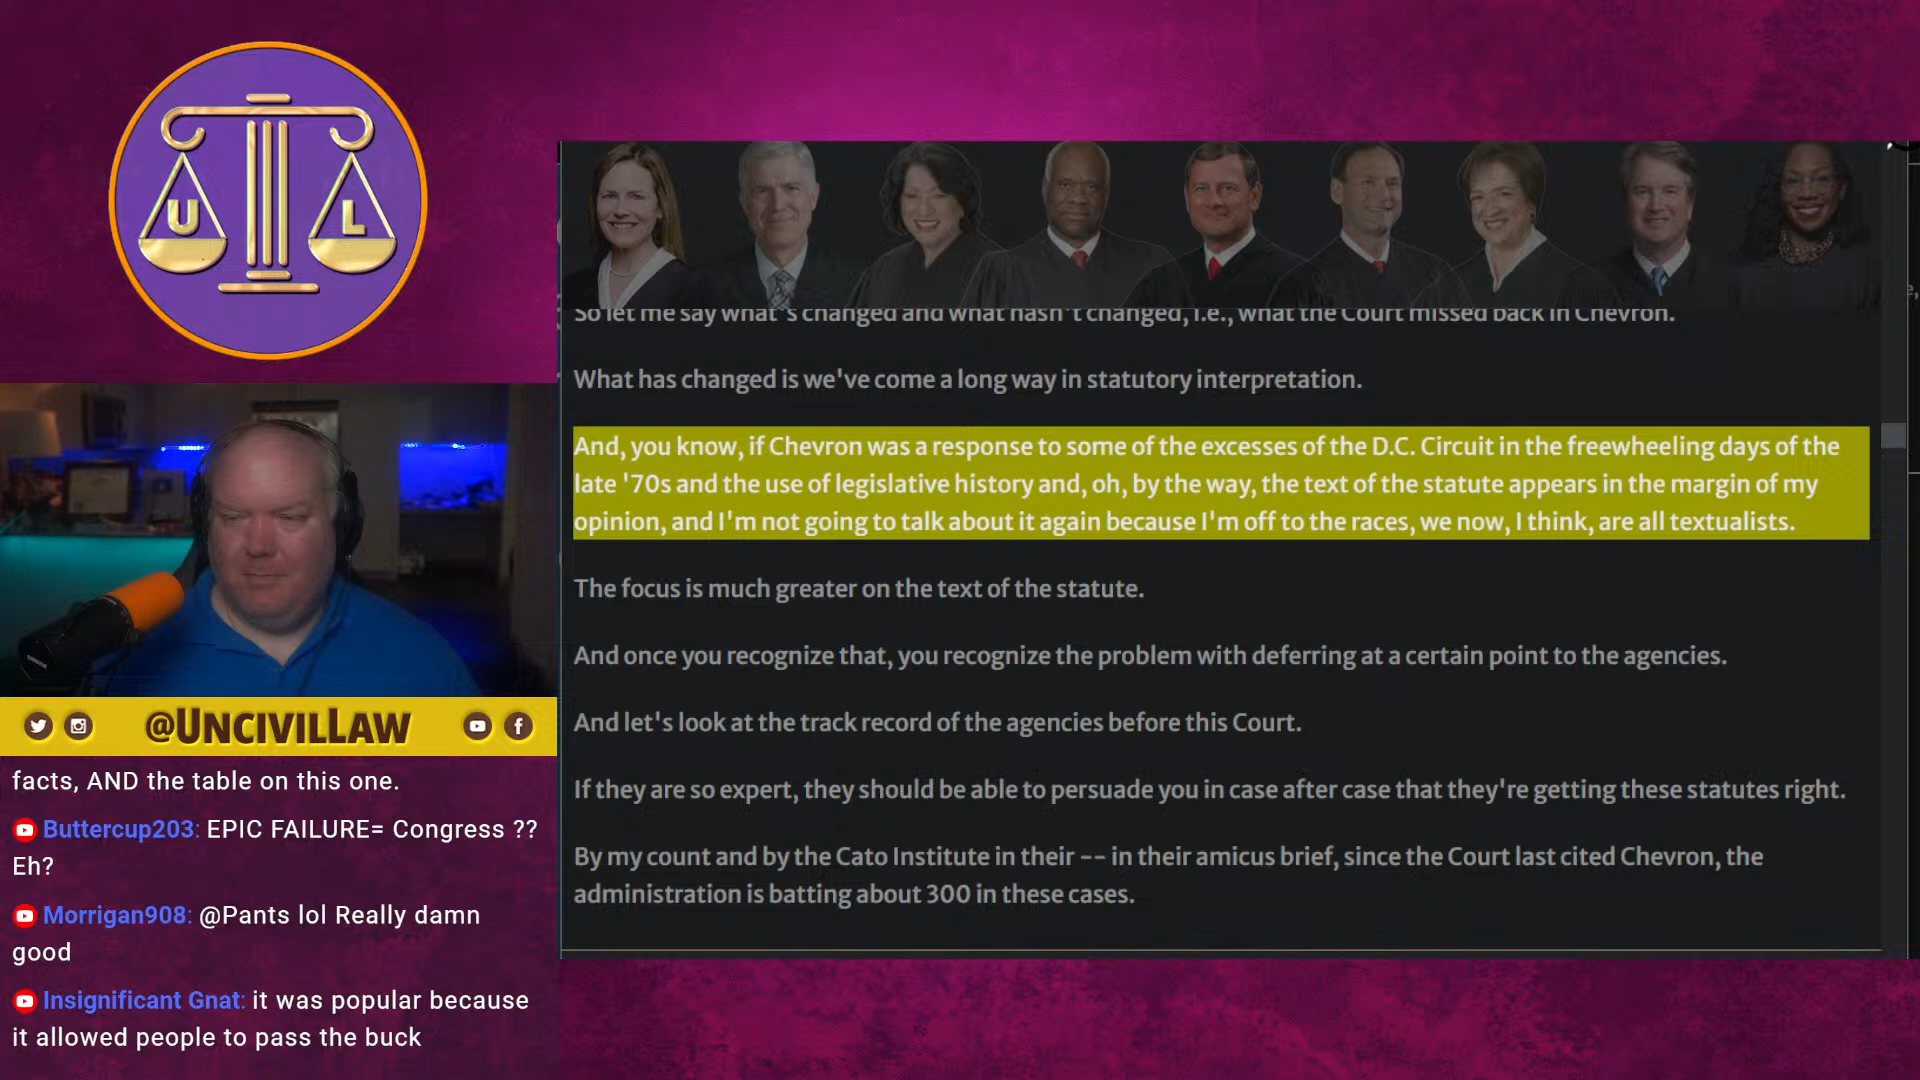 U L
So let me say what's changed and what hasn't changed, i.e., what the Court missed back in Chevron.
What has changed is we've come a long way in statutory interpretation.
And, you know, if Chevron was a response to some of the excesses of the D.C. Circuit in the freewheeling days of the
late '70s and the use of legislative history and, oh, by the way, the text of the statute appears in the margin of my
opinion, and I'm not going to talk about it again because I'm off to the races, we now, I think, are all textualists.
The focus is much greater on the text of the statute.
And once you recognize that, you recognize the problem with deferring at a certain point to the agencies.
And let's look at the track record of the agencies before this Court.
If they are so expert, they should be able to persuade you in case after case that they're getting these statutes right.
By my count and by the Cato Institute in their -- in their amicus brief, since the Court last cited Chevron, the
administration is batting about 300 in these cases.
@UNCIVILLAW
facts, AND the table on this one.
Buttercup203: EPIC FAILURE= Congress ??
Eh?
Morrigan908: @Pants lol Really damn
good
Insignificant Gnat: it was popular because
it allowed people to pass the buck